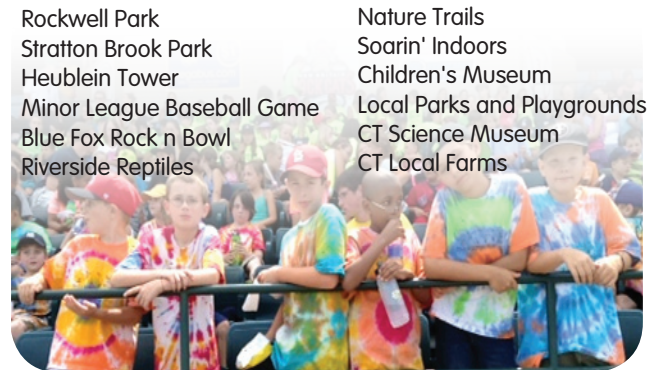 Rockwell Park
Stratton Brook Park
Heublein Tower
Minor League Baseball Game
Blue Fox Rock n Bowl
Riverside Reptiles
Nature Trails
Soarin' Indoors
Children's Museum
Local Parks and Playgrounds
CT Science Museum
CT Local Farms